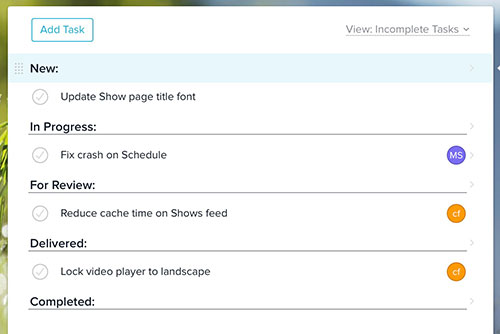 Add Task
View: Incomplete Tasks
New:
Update Show page title font
In Progress:
Fix crash on Schedule
MS
For Review:
Reduce cache time on Shows feed
cf
Delivered:
Lock video player to landscape
cf
Completed: